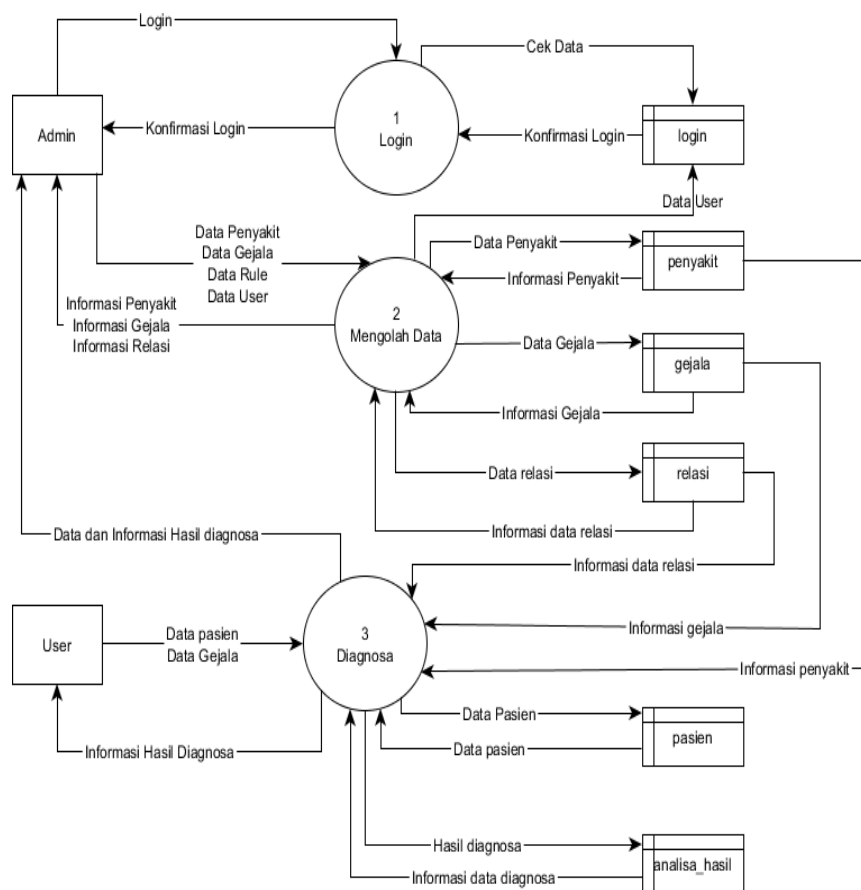 Login
Cek Data
1
Login
Admin
Konfirmasi Login
Konfirmasi Login
login
Data User
Data Penyakit
Data Gejala
Data Rule
Data User
Data Penyakit
Informasi Penyakit
penyakit
Informasi Penyakit
Informasi Gejala
Informasi Relasi
2
Mengolah Data
Data Gejala
gejala
Informasi Gejala
Data relasi
relasi
Informasi data relasi
Data dan Informasi Hasil diagnosa
Informasi data relasi
User
Data pasien
Data Gejala
3
Diagnosa
Informasi gejala
Informasi penyakit
Data Pasien
Data pasien
pasien
Informasi Hasil Diagnosa
Hasil diagnosa
Informasi data diagnosa
analisa_hasil